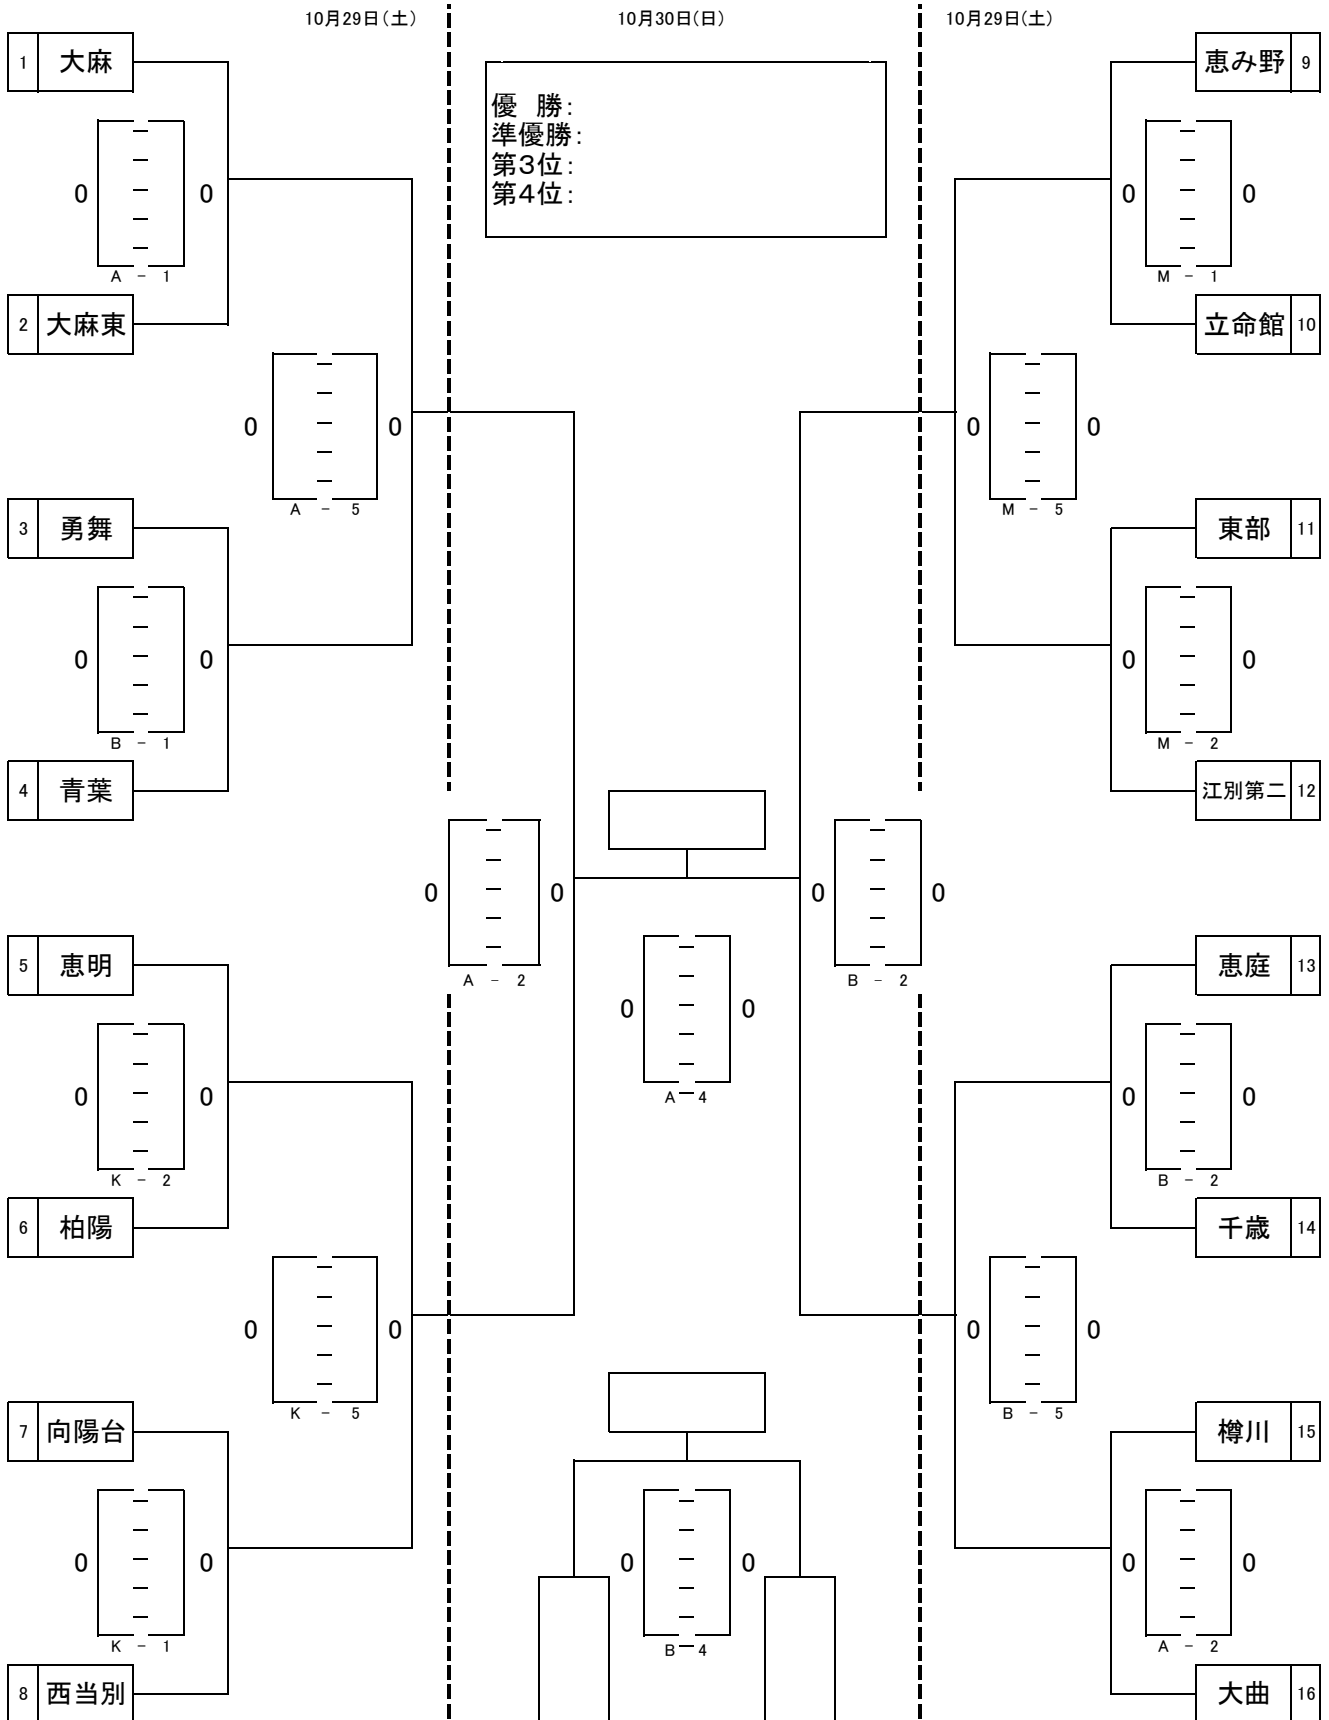 10月29日(土)
10月30日(日)
10月29日(土)
優 勝:
準優勝:
第3位:
第4位:
1 大麻
0 0
A - 1
2 大麻東
0 0
A - 5
3 勇舞
0 0
B - 1
4 青葉
0 0
A - 2
5 恵明
0 0
K - 2
6 柏陽
0 0
K - 5
7 向陽台
0 0
K - 1
8 西当別
0 0
A 4
0 0
B 4
恵み野 9
0 0
M - 1
立命館 10
0 0
M - 5
東部 11
0 0
M - 2
江別第二 12
0 0
B - 2
恵庭 13
0 0
B - 2
千歳 14
0 0
B - 5
樽川 15
0 0
A - 2
大曲 16